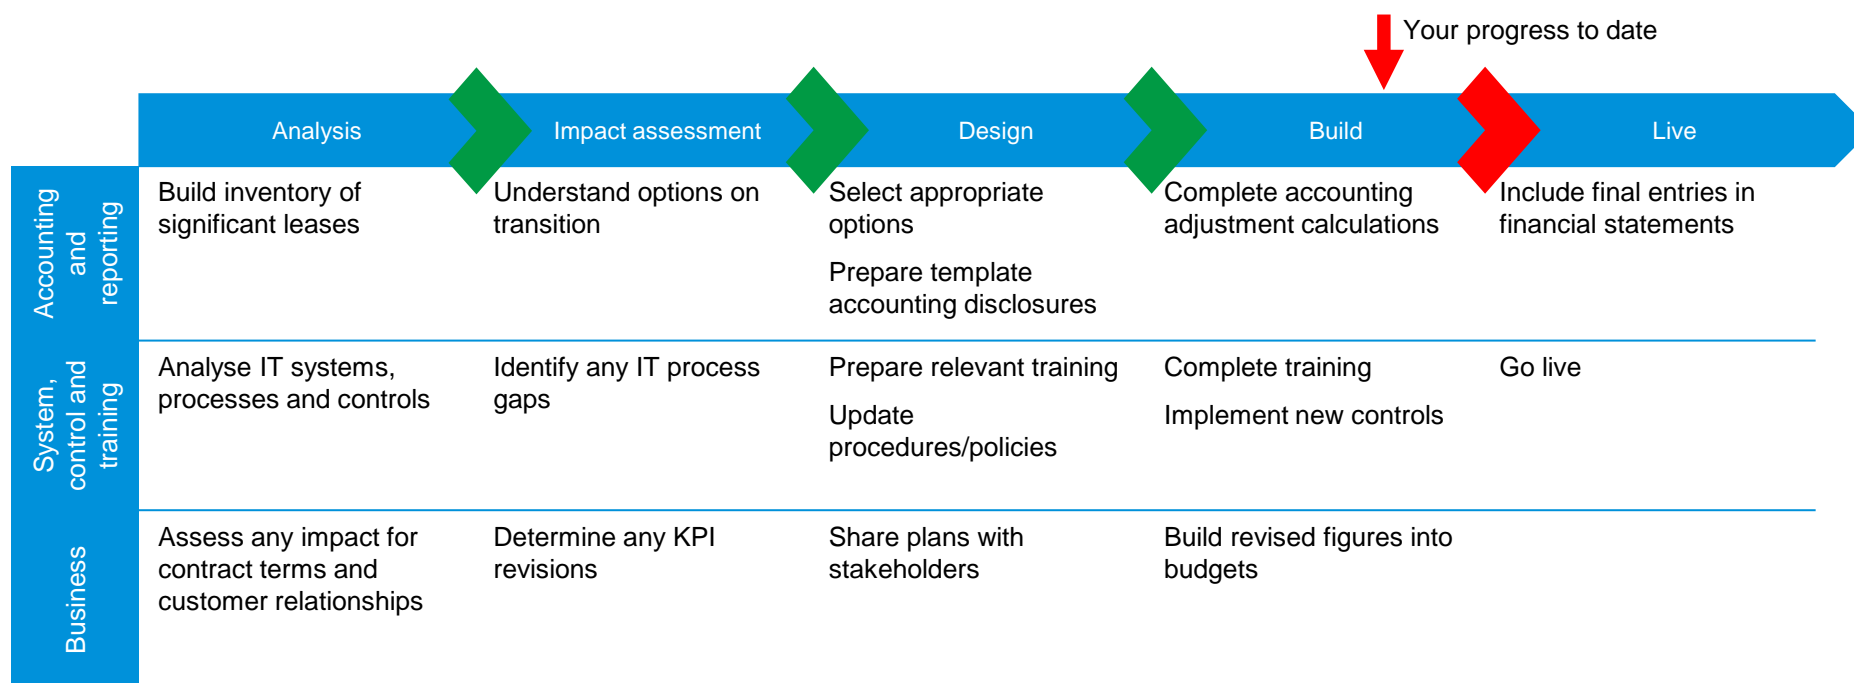 Your progress to date
Analysis
Impact assessment
Design
Build
Live
Accounting
and
reporting
Build inventory of
significant leases
Understand options on
transition
Select appropriate
options
Prepare template
accounting disclosures
Complete accounting
adjustment calculations
Include final entries in
financial statements
System,
control and
training
Analyse IT systems,
processes and controls
Identify any IT process
gaps
Prepare relevant training
Update
procedures/policies
Complete training
Implement new controls
Go live
Business
Assess any impact for
contract terms and
customer relationships
Determine any KPI
revisions
Share plans with
stakeholders
Build revised figures into
budgets